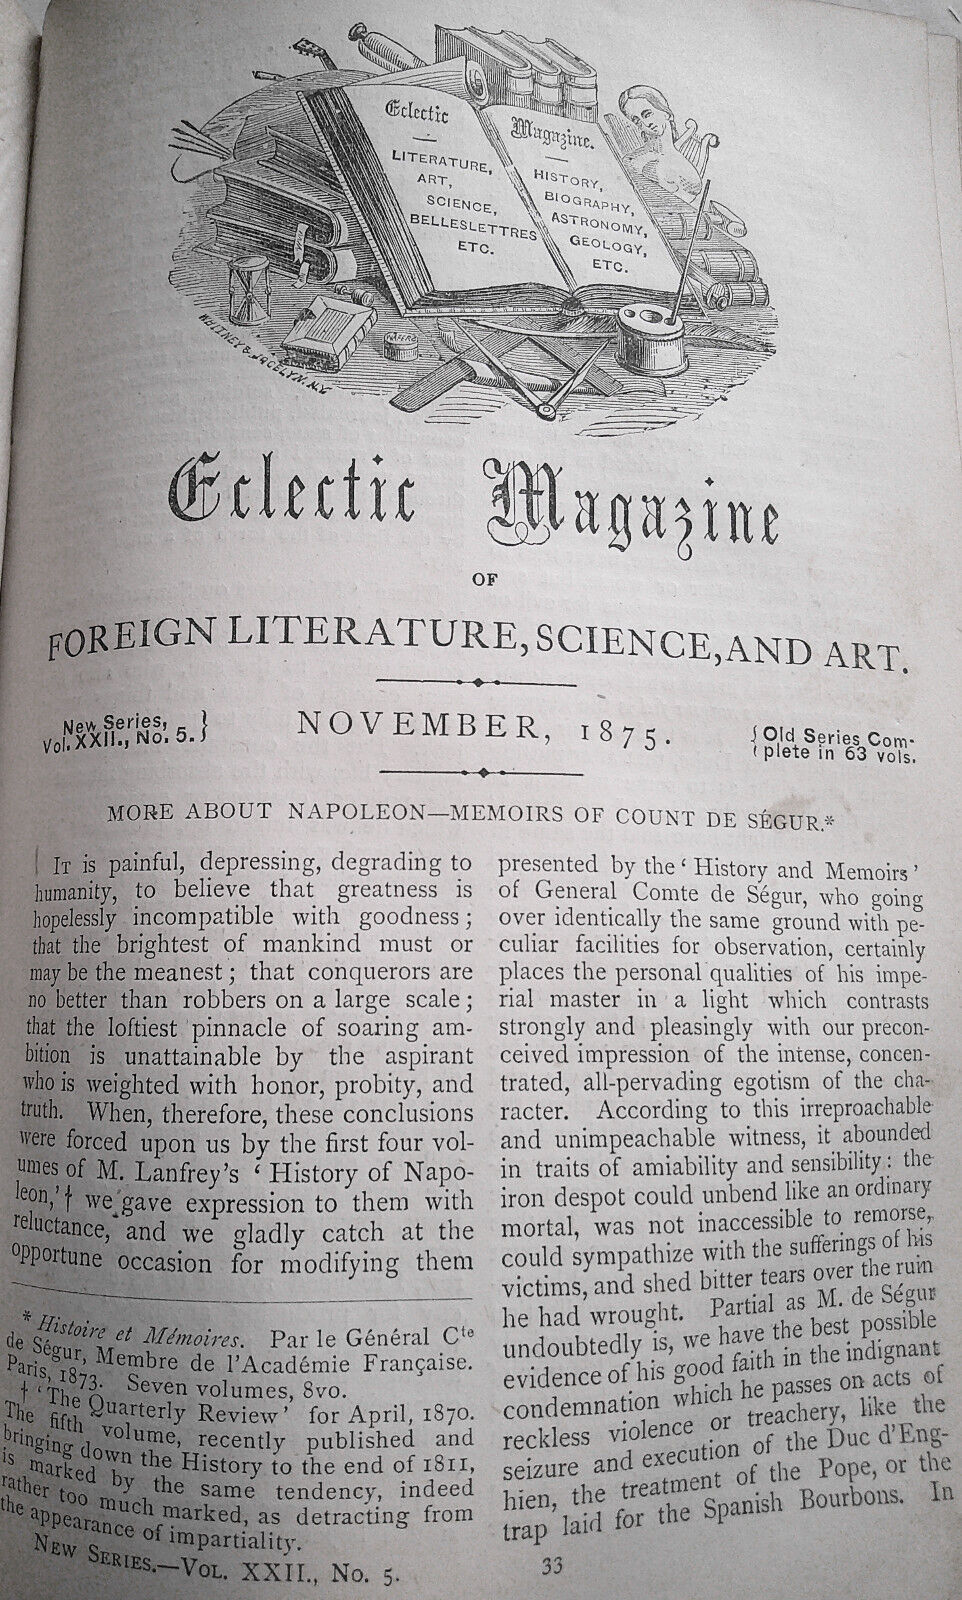 Eclectic
LITERATURE,
ART,
SCIENCE,
BELLESLETTRES
ETC.
Magazine.
HISTORY,
BIOGRAPHY,
ASTRONOMY,
GEOLOGY,
ETC.
WAFERS
WHITNEY & JOCELYN. N.Y.
Eclectic Magazine
OF
FOREIGN LITERATURE, SCIENCE, AND ART.
New Series,
Vol. XXII., No. 5.
NOVEMBER, 1875.
Old Series Com-
plete in 63 vols.
MORE ABOUT NAPOLEON—MEMOIRS OF COUNT DE SÉGUR.*
IT is painful, depressing, degrading to
humanity, to believe that greatness is
hopelessly incompatible with goodness;
that the brightest of mankind must or
may be the meanest; that conquerors are
no better than robbers on a large scale;
that the loftiest pinnacle of soaring am-
bition is unattainable by the aspirant
who is weighted with honor, probity, and
truth. When, therefore, these conclusions
were forced upon us by the first four vol-
umes of M. Lanfrey's ‘History of Napo-
leon,’† we gave expression to them with
reluctance, and we gladly catch at the
opportune occasion for modifying them
* Histoire et Mémoires. Par le Général Cte
de Ségur, Membre de l'Académie Française.
Paris, 1873. Seven volumes, 8vo.
† ‘The Quarterly Review’ for April, 1870.
The fifth volume, recently published and
bringing down the History to the end of 1811,
is marked by the same tendency, indeed
rather too much marked, as detracting from
the appearance of impartiality.
NEW SERIES.—VOL. XXII., No. 5.
presented by the ‘History and Memoirs’
of General Comte de Ségur, who going
over identically the same ground with pe-
culiar facilities for observation, certainly
places the personal qualities of his impe-
rial master in a light which contrasts
strongly and pleasingly with our precon-
ceived impression of the intense, concen-
trated, all-pervading egotism of the cha-
racter. According to this irreproachable
and unimpeachable witness, it abounded
in traits of amiability and sensibility: the
iron despot could unbend like an ordinary
mortal, was not inaccessible to remorse,
could sympathize with the sufferings of his
victims, and shed bitter tears over the ruin
he had wrought. Partial as M. de Ségur
undoubtedly is, we have the best possible
evidence of his good faith in the indignant
condemnation which he passes on acts of
reckless violence or treachery, like the
seizure and execution of the Duc d'Eng-
hien, the treatment of the Pope, or the
trap laid for the Spanish Bourbons. In
33